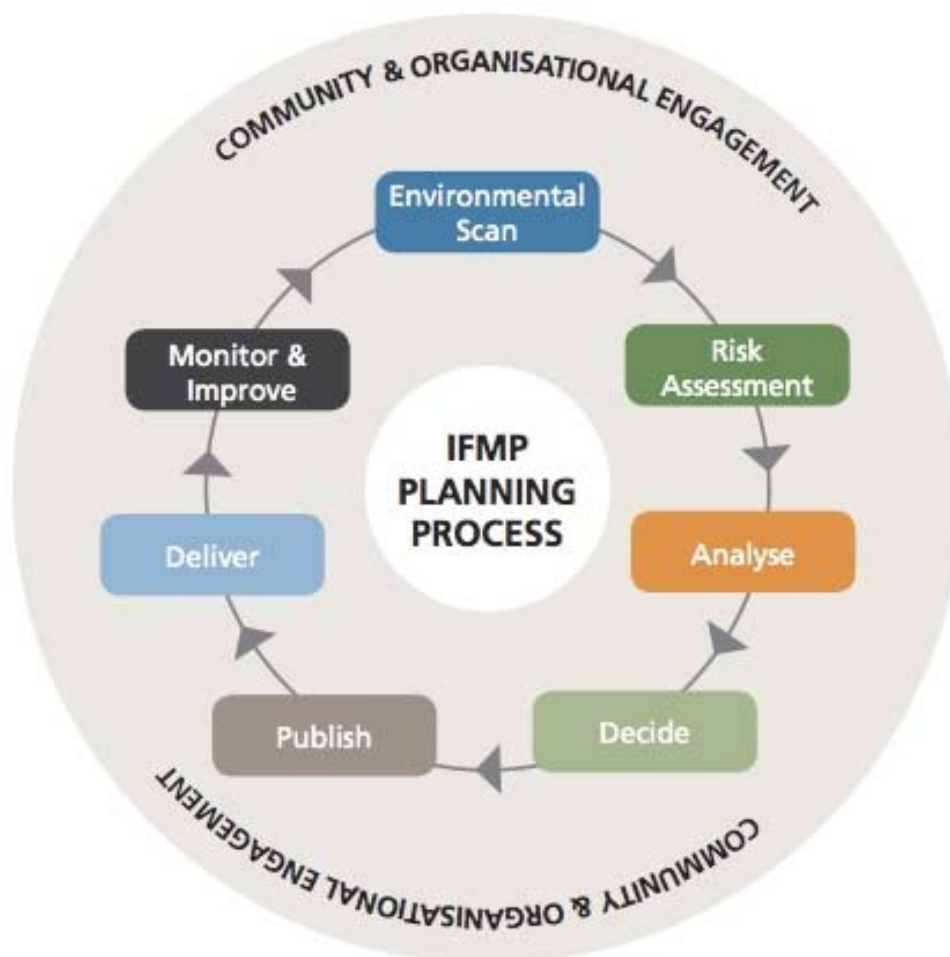 COMMUNITY & ORGANISATIONAL ENGAGEMENT
Environmental
Scan
Risk
Assessment
Analyse
Decide
Publish
Deliver
Monitor &
Improve
IFMP
PLANNING
PROCESS
COMMUNITY & ORGANISATIONAL ENGAGEMENT